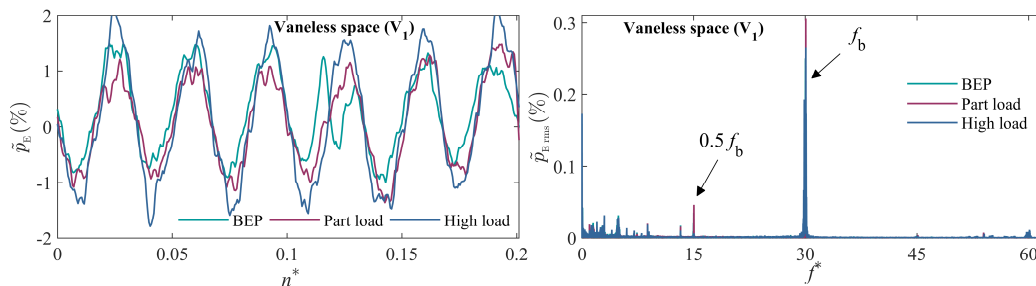 Vaneless space (V1)
2
1
0
-1
-2
p̃E (%)
BEP
Part load
High load
0
0.05
0.1
0.15
0.2
n*
Vaneless space (V1)
0.3
0.2
0.1
0
p̃E rms (%)
fb
0.5 fb
BEP
Part load
High load
0
15
30
45
60
f*